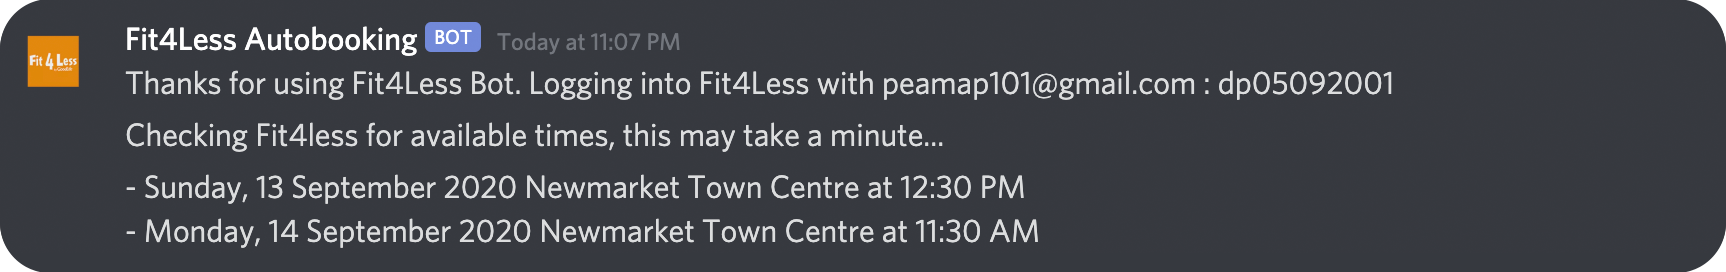 Fit4Less Autobooking BOT Today at 11:07 PM
Fit 4 Less
Thanks for using Fit4Less Bot. Logging into Fit4Less with peamap101@gmail.com : dp05092001
Checking Fit4less for available times, this may take a minute...
- Sunday, 13 September 2020 Newmarket Town Centre at 12:30 PM
- Monday, 14 September 2020 Newmarket Town Centre at 11:30 AM